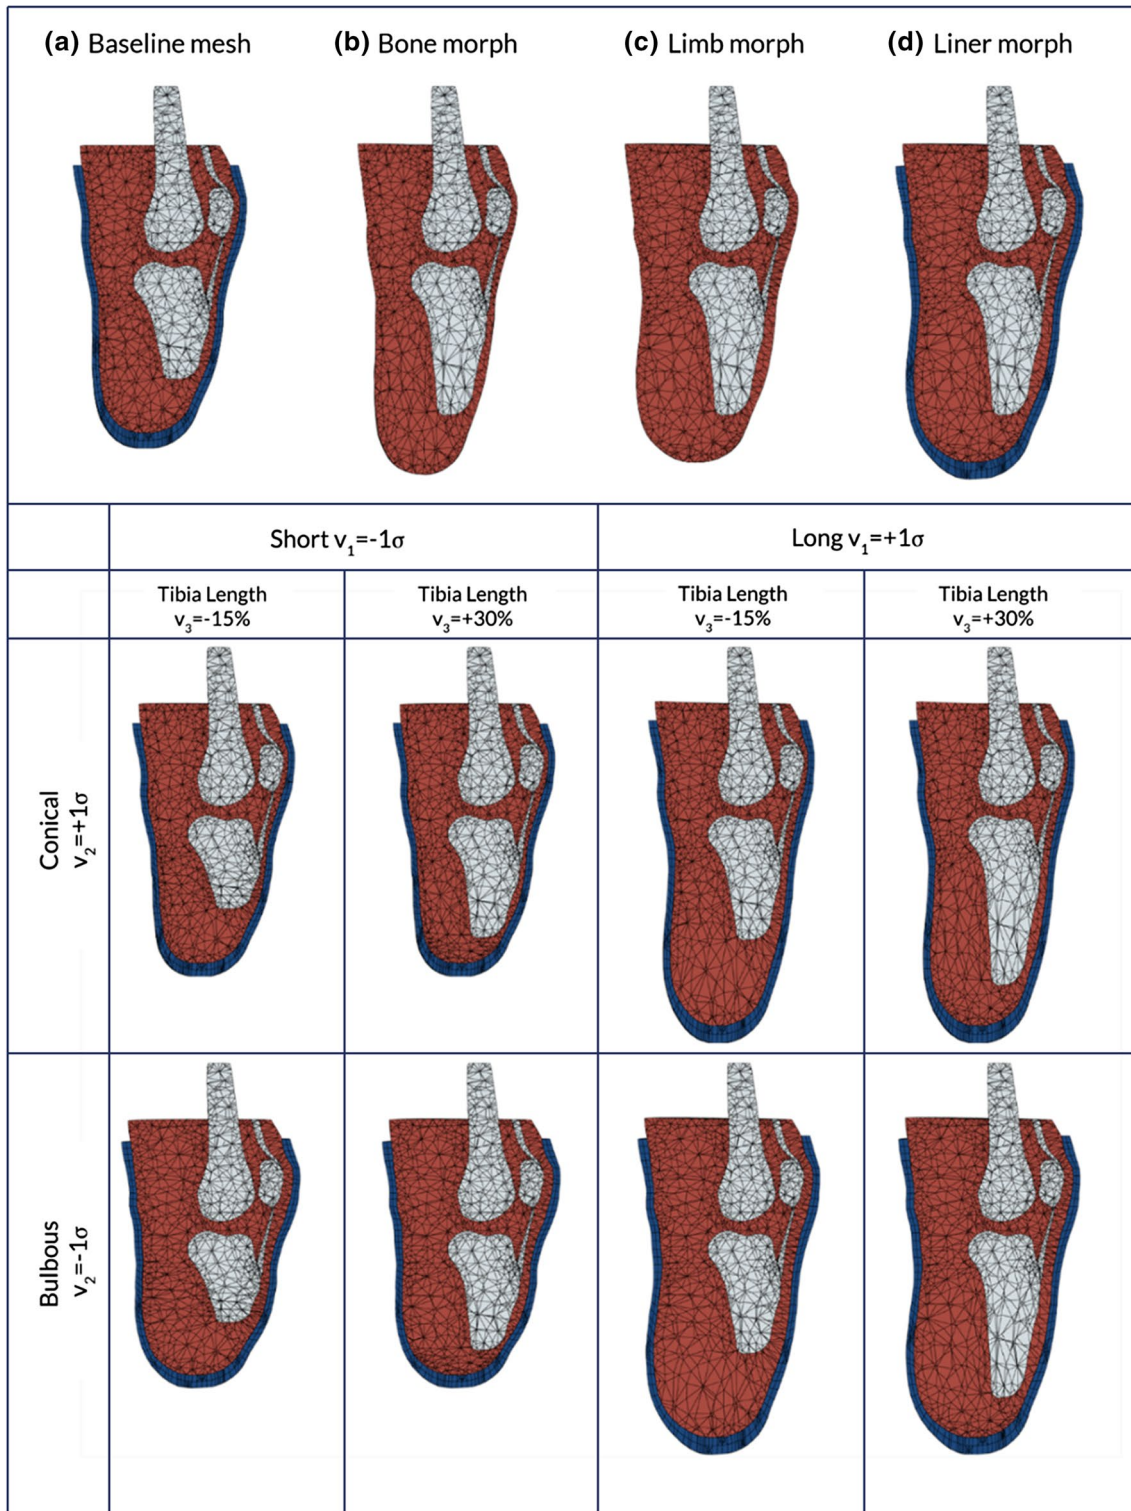 (a) Baseline mesh
(b) Bone morph
(c) Limb morph
(d) Liner morph
Short v₁=-1σ
Long v₁=+1σ
Tibia Length
v₃=-15%
Tibia Length
v₃=+30%
Tibia Length
v₃=-15%
Tibia Length
v₃=+30%
Conical
v₂=+1σ
Bulbous
v₂=-1σ